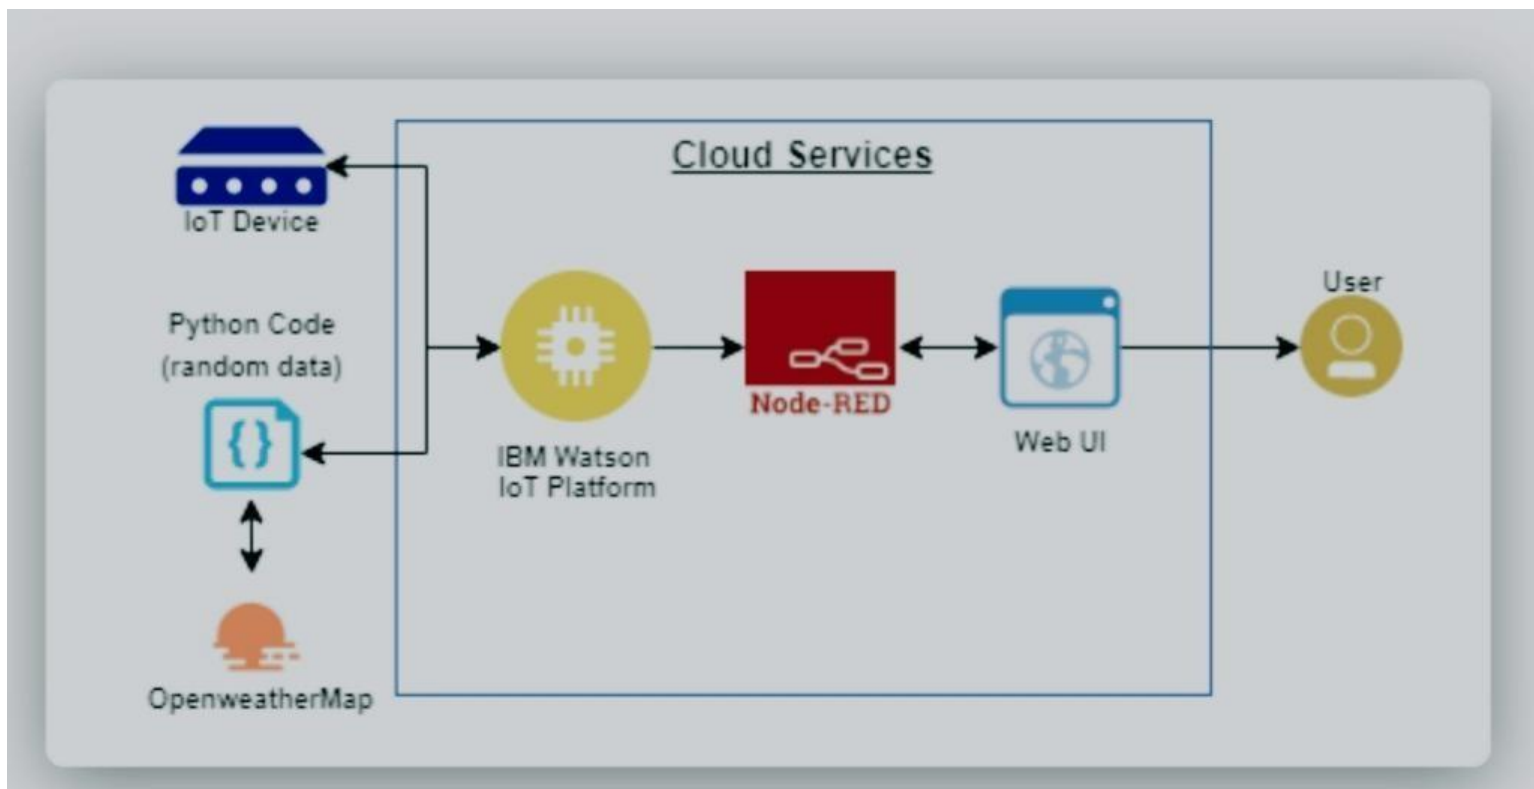 Cloud Services
IoT Device
User
Python Code
(random data)
{}
Node-RED
Web UI
IBM Watson
IoT Platform
OpenweatherMap